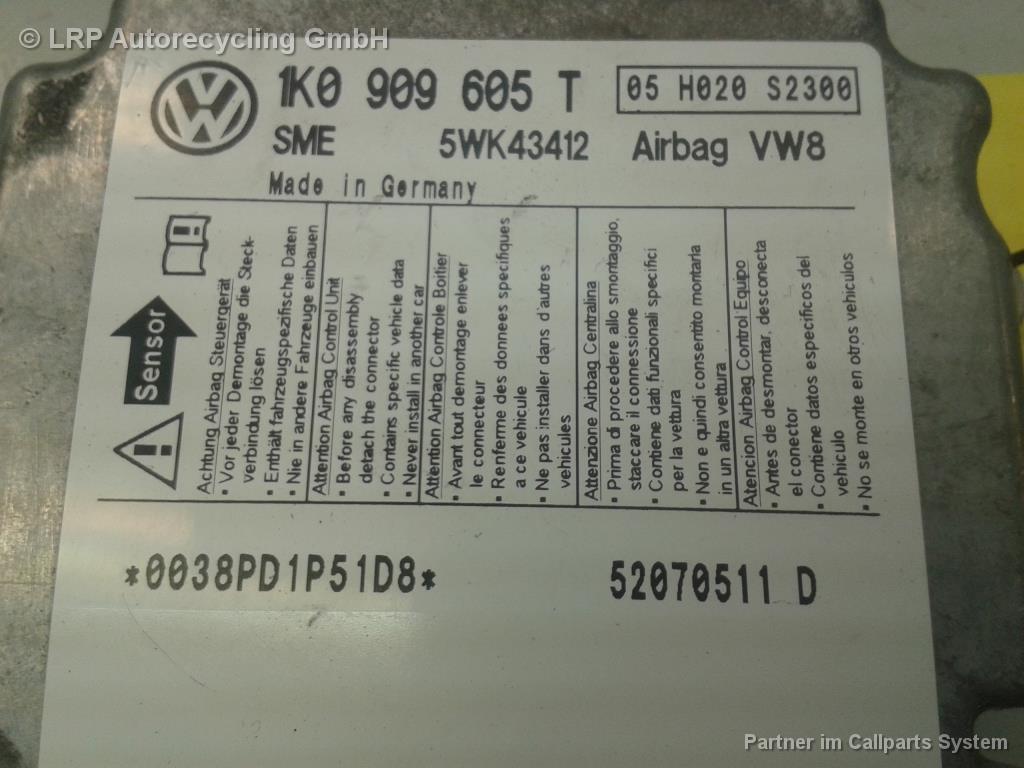 © LRP Autorecycling GmbH
1K0 909 605 T
05 H020 S2300
SME 5WK43412 Airbag VW8
Made in Germany
Sensor
Achtung Airbag Steuergerät
• Vor jeder Demontage die Steck-
verbindung lösen
• Enthält fahrzeugspezifische Daten
• Nie in andere Fahrzeuge einbauen
Attention Airbag Control Unit
• Before any disassembly
detach the connector
• Contains specific vehicle data
• Never install in another car
Attention Airbag Controle Boifier
• Avant tout demontage enlever
le connecteur
• Renferme des donnees specifiques
a ce vehicule
• Ne pas installer dans d'autres
vehicules
Attenzione Airbag Centralina
• Prima di procedere allo smontaggio,
staccare il connessione
• Contiene dati funzionali specifici
per la vettura
• Non e quindi consentrito montarla
in un altra vettura
Atencion Airbag Control Equipo
• Antes de desmontar, desconecta
el conector
• Contiene datos especificos del
vehiculo
• No se monte en otros vehiculos
*0038PD1P51D8* 52070511 D
Partner im Callparts System